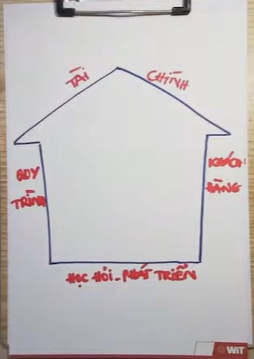 TÀI CHÍNH
QUY KHÁCH
TRÌNH HÀNG
HỌC HỎI - PHÁT TRIỂN
WiT